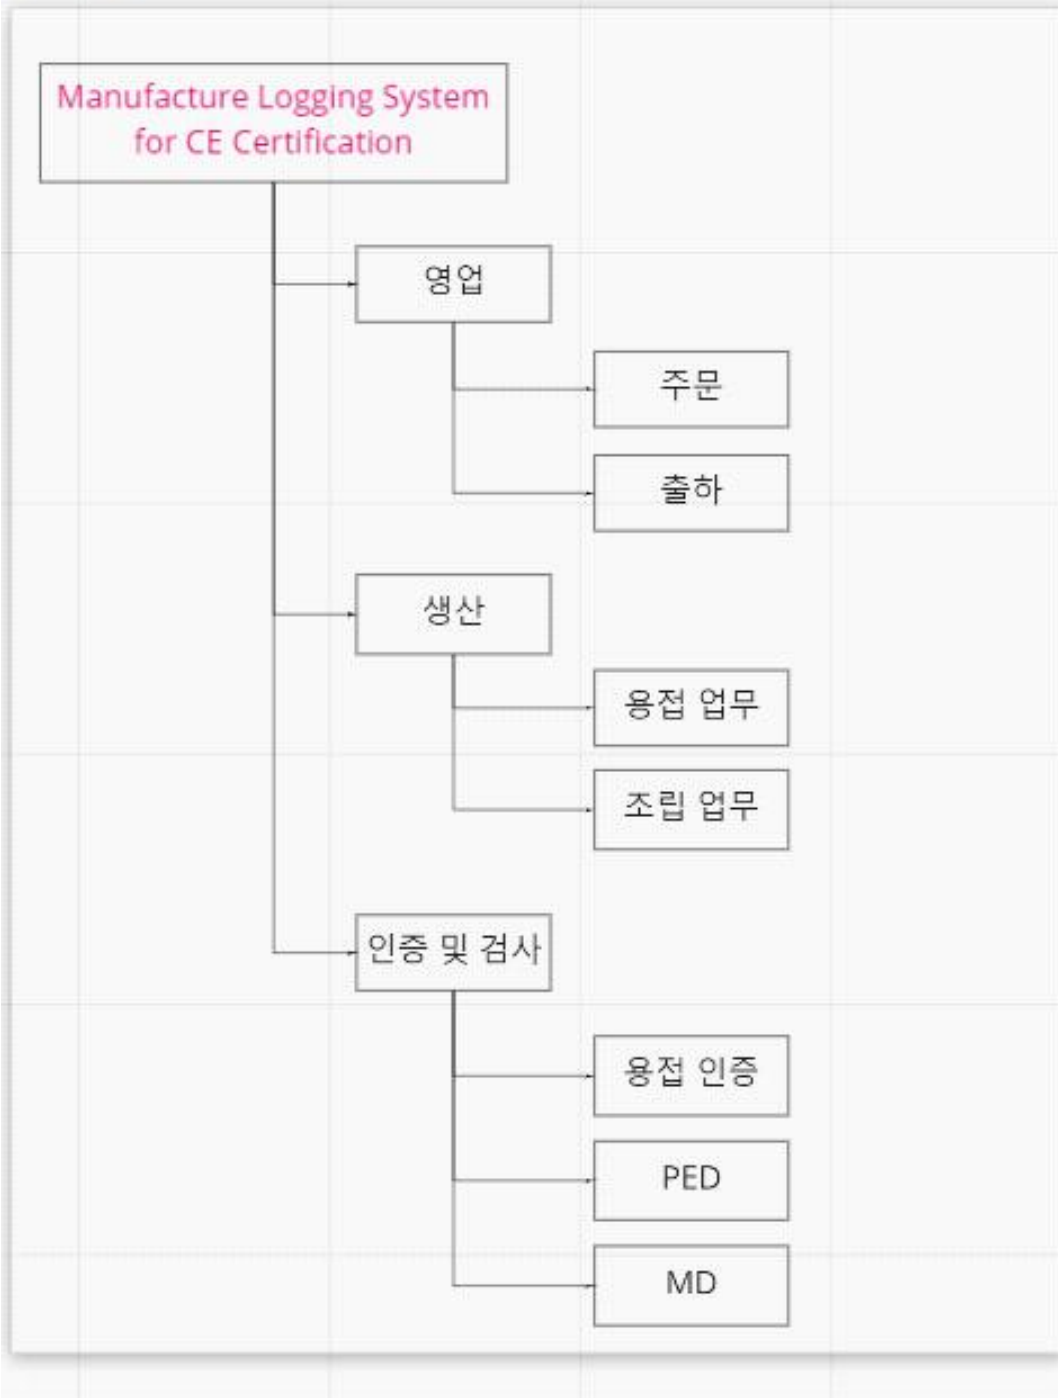 Manufacture Logging System
for CE Certification
영업
주문
출하
생산
용접 업무
조립 업무
인증 및 검사
용접 인증
PED
MD